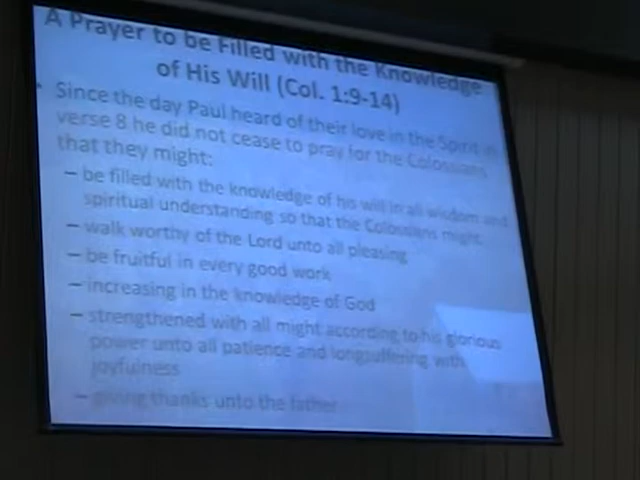 A Prayer to be Filled with the Knowledge
of His Will (Col. 1:9-14)
Since the day Paul heard of their love in the Spirit in
verse 8 he did not cease to pray for the Colossians
that they might:
– be filled with the knowledge of his will in all wisdom and
spiritual understanding so that the Colossians might
– walk worthy of the Lord unto all pleasing
– be fruitful in every good work
– increasing in the knowledge of God
– strengthened with all might according to his glorious
power unto all patience and longsuffering with
joyfulness
– giving thanks unto the father